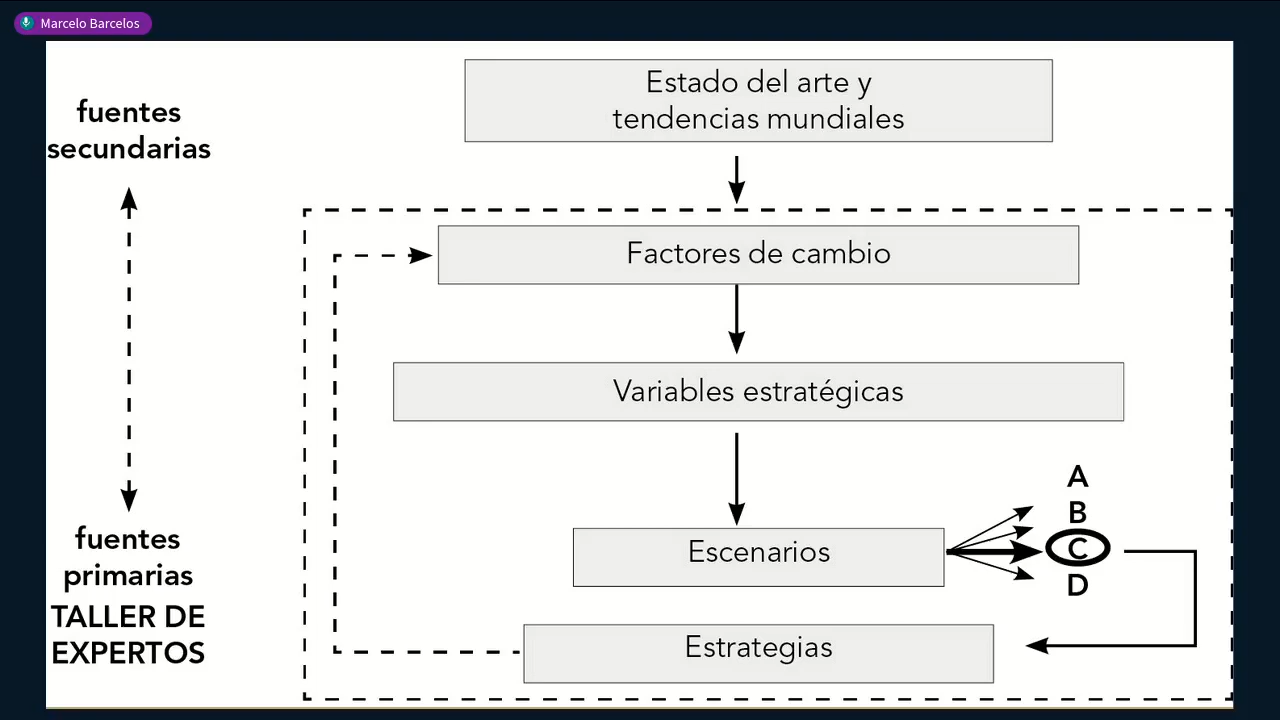 Marcelo Barcelos
fuentes
secundarias
Estado del arte y
tendencias mundiales
Factores de cambio
Variables estratégicas
Escenarios
A
B
C
D
Estrategias
fuentes
primarias
TALLER DE
EXPERTOS